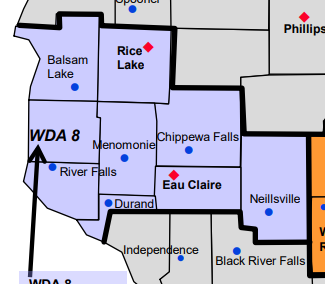 Spooner
Phillips
Rice
Lake
Balsam
Lake
WDA 8
Menomonie
Chippewa Falls
River Falls
Eau Claire
Durand
Neillsville
Independence
Black River Falls
WDA 8